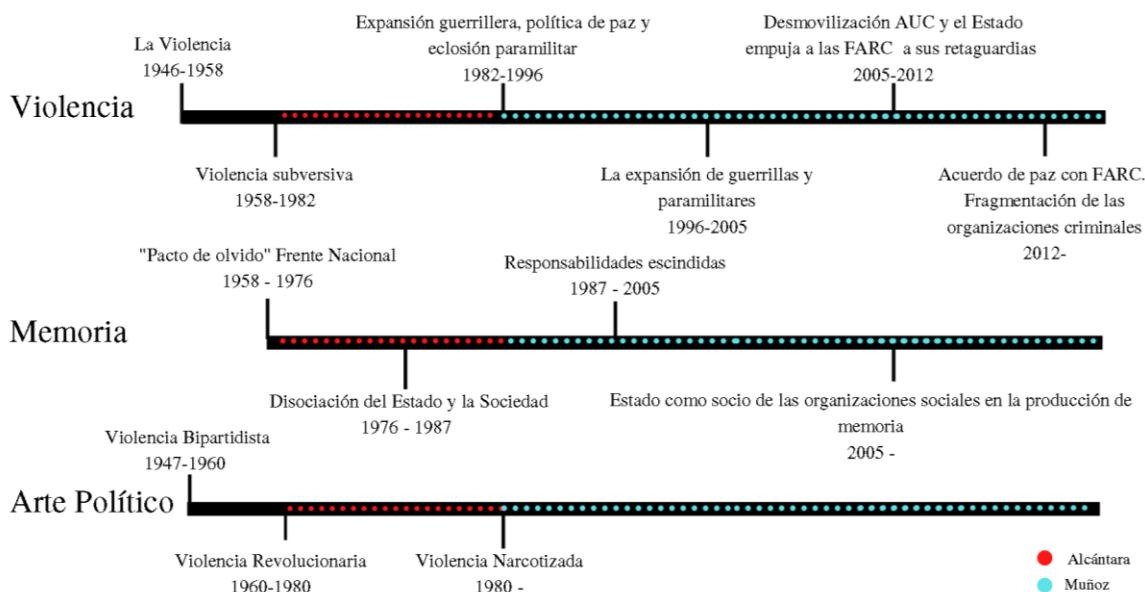 La Violencia
1946-1958
Expansión guerrillera, política de paz y
eclosión paramilitar
1982-1996
Desmovilización AUC y el Estado
empuja a las FARC a sus retaguardias
2005-2012
Violencia
Violencia subversiva
1958-1982
La expansión de guerrillas y
paramilitares
1996-2005
Acuerdo de paz con FARC.
Fragmentación de las
organizaciones criminales
2012-
"Pacto de olvido" Frente Nacional
1958 - 1976
Responsabilidades escindidas
1987 - 2005
Memoria
Disociación del Estado y la Sociedad
1976 - 1987
Estado como socio de las organizaciones sociales en la producción de
memoria
2005 -
Violencia Bipartidista
1947-1960
Arte Político
Violencia Revolucionaria
1960-1980
Violencia Narcotizada
1980 -
Alcántara
Muñoz